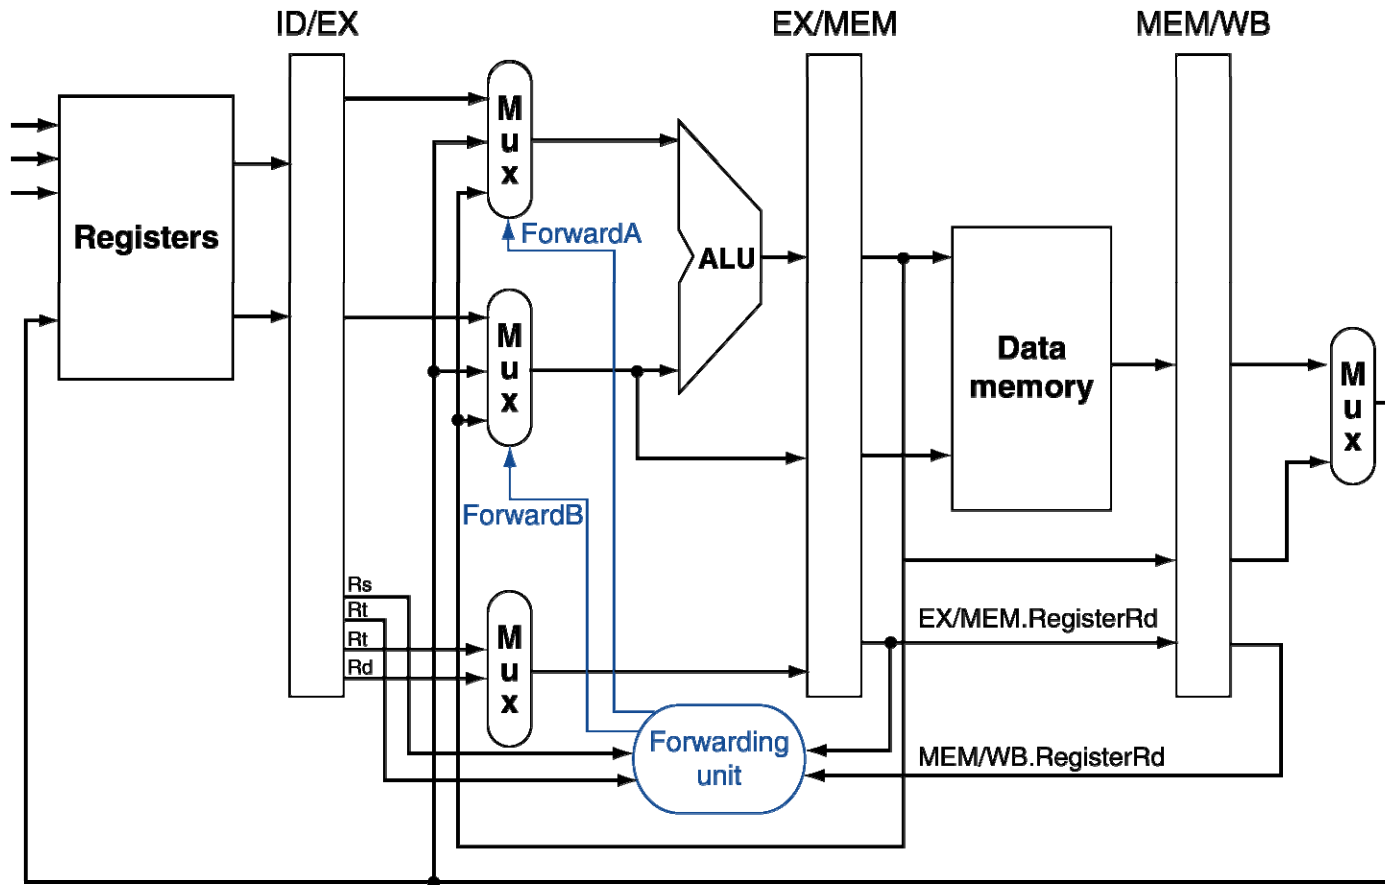 ID/EX
EX/MEM
MEM/WB
M
u
x
Registers
ForwardA
ALU
M
u
x
Data
memory
M
u
x
ForwardB
Rs
Rt
Rt
Rd
M
u
x
EX/MEM.RegisterRd
Forwarding
unit
MEM/WB.RegisterRd